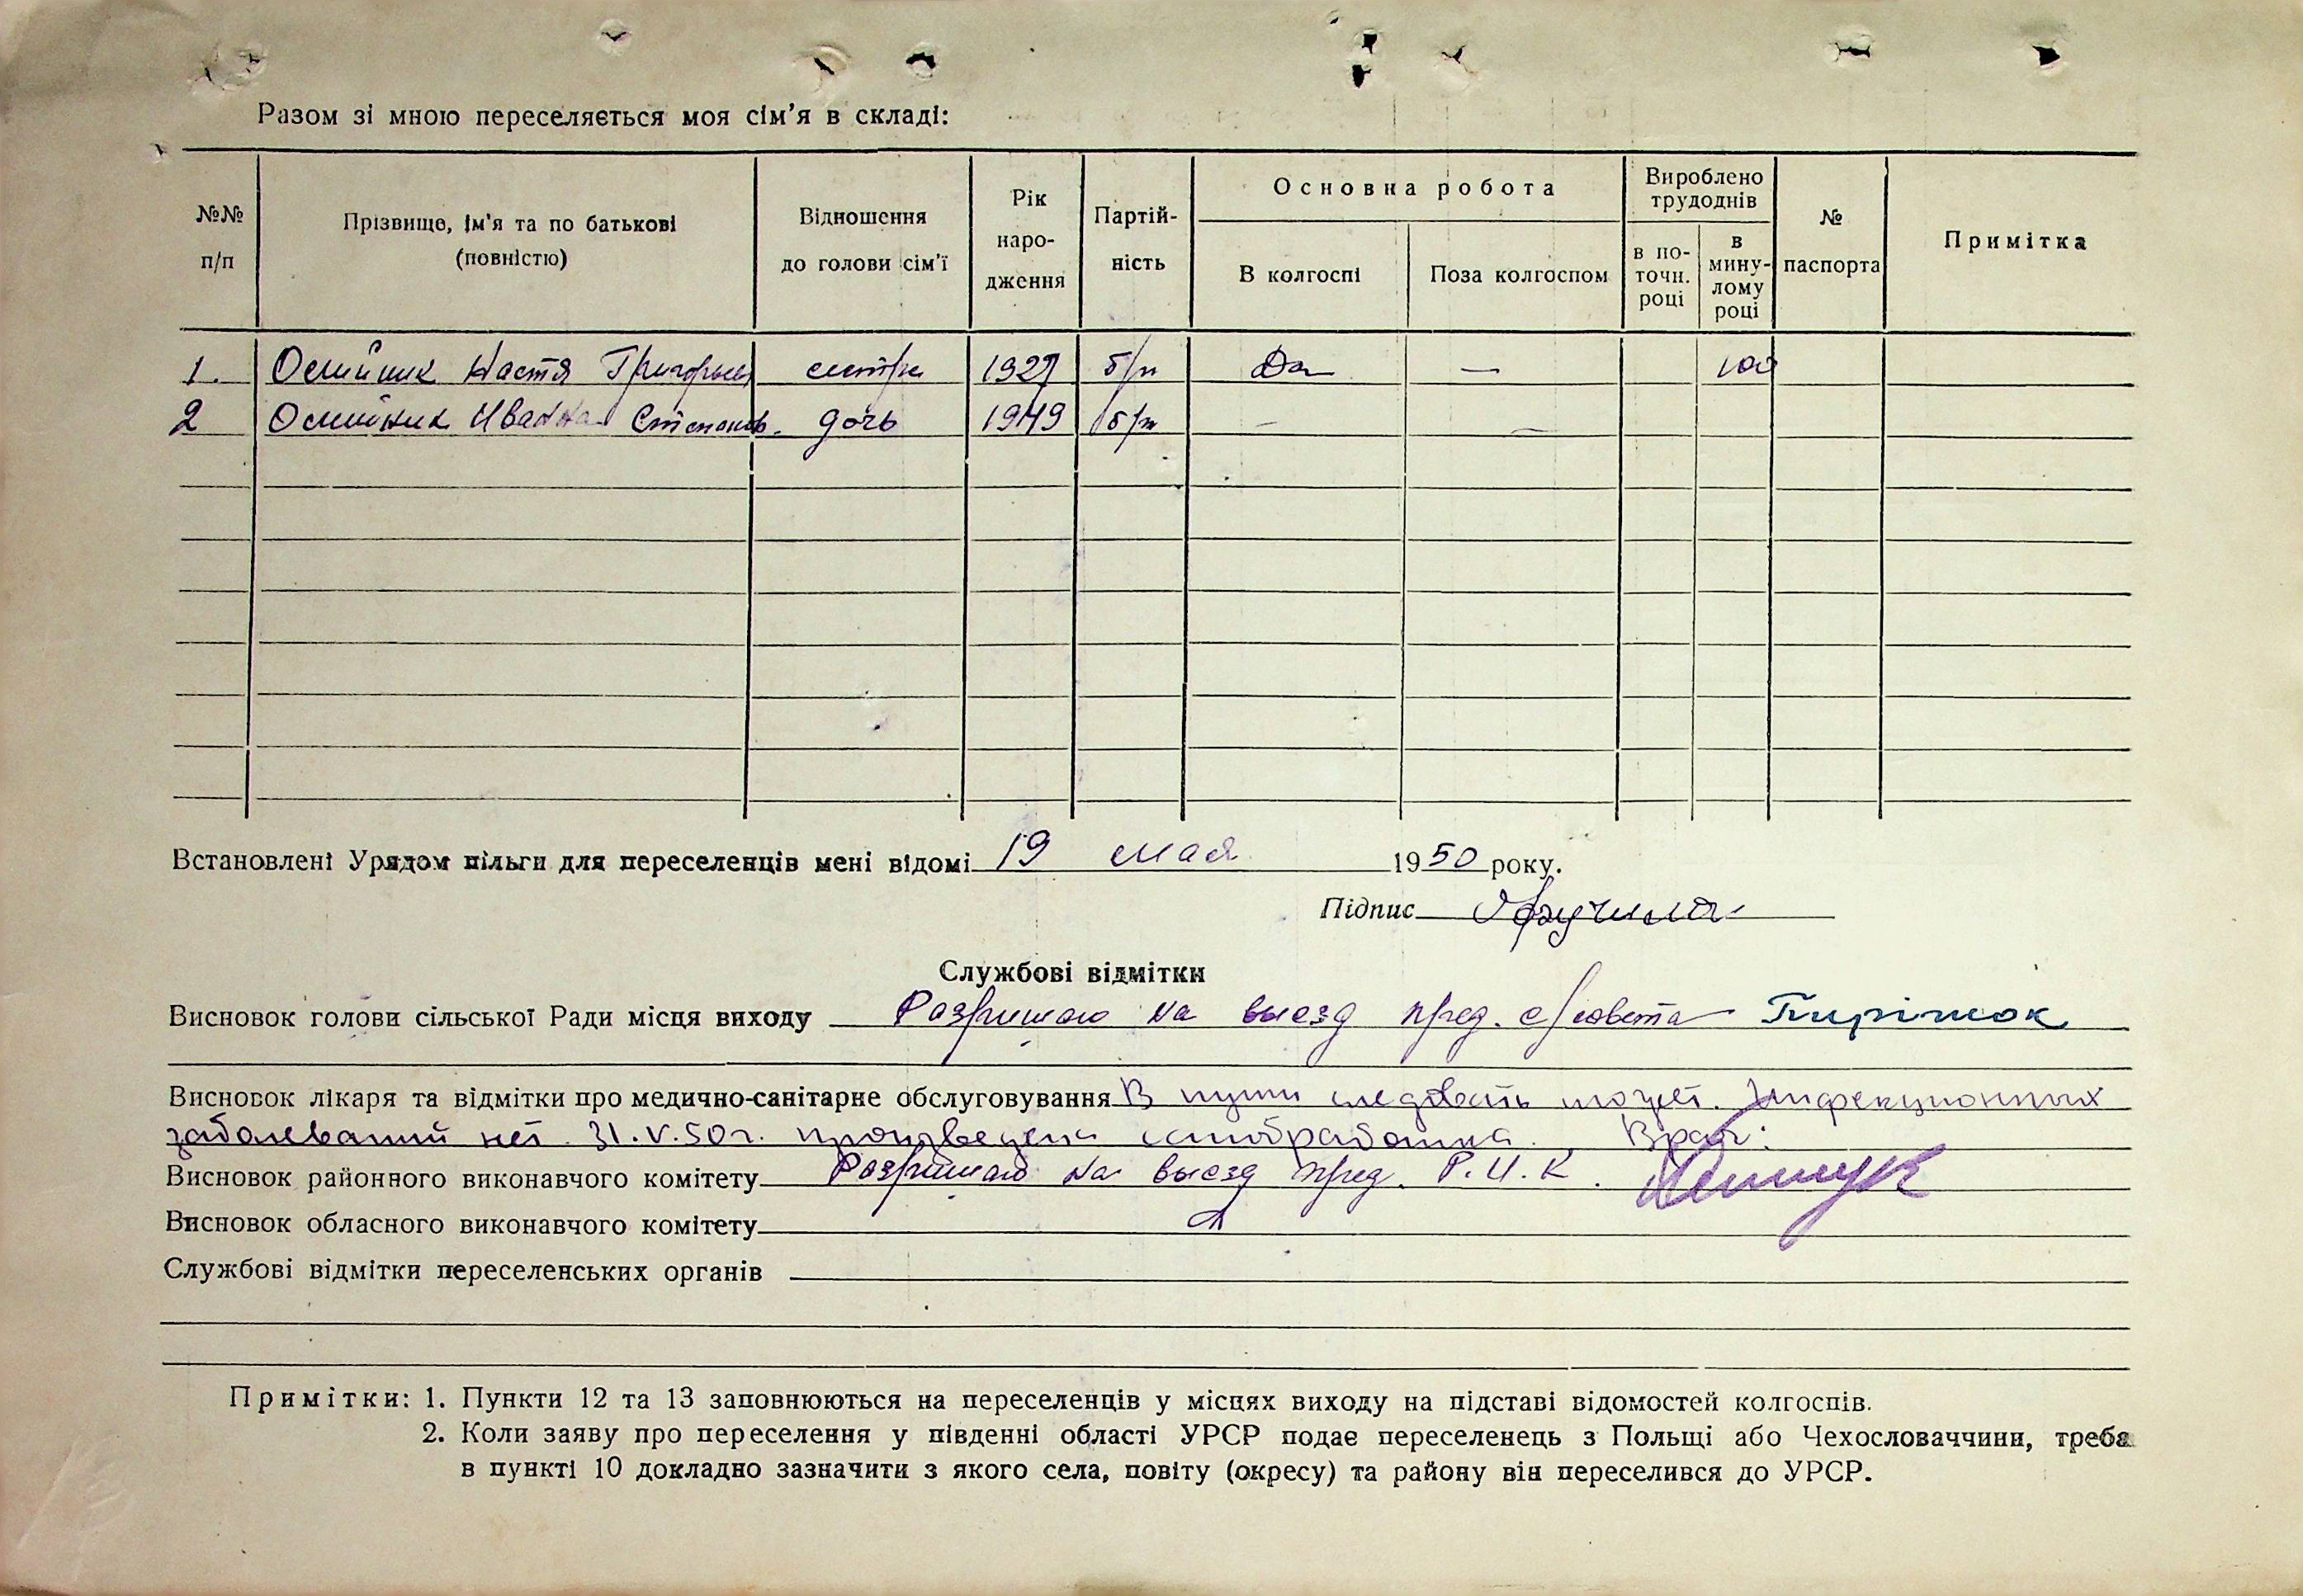 Разом зі мною переселяється моя сім'я в складі:
№№ п/п
Прізвище, ім'я та по батькові (повністю)
Відношення до голови сім'ї
Рік народження
Партійність
Основна робота
В колгоспі
Поза колгоспом
Вироблено трудоднів
в поточн. році
в минулому році
№ паспорта
Примітка
1. Настя Григорьев сестра 1927 б/п Да — 100
2 Иванна Степанов. дочь 1949 б/п — —
Встановлені Урядом пільги для переселенців мені відомі 19 мая 1950 року.
Підпис
Службові відмітки
Висновок голови сільської Ради місця виходу Разришаю на выезд пред. с/совета
Висновок лікаря та відмітки про медично-санітарне обслуговування В пути следовать может. Инфекционных
заболеваний нет. 31.V.50г. произведена санобработка. Врач:
Висновок районного виконавчого комітету Разришаю на выезд пред. Р.И.К.
Висновок обласного виконавчого комітету
Службові відмітки переселенських органів
Примітки: 1. Пункти 12 та 13 заповнюються на переселенців у місцях виходу на підставі відомостей колгоспів.
2. Коли заяву про переселення у південні області УРСР подає переселенець з Польщі або Чехословаччини, треба
в пункті 10 докладно зазначити з якого села, повіту (окресу) та району він переселився до УРСР.